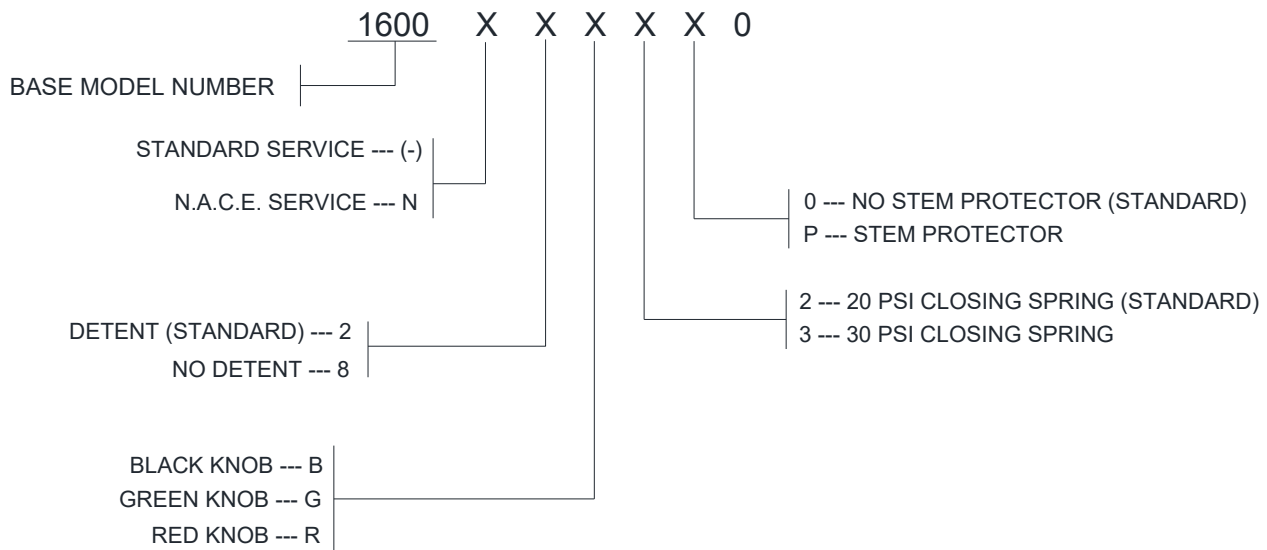 1600 X X X X X 0
BASE MODEL NUMBER
STANDARD SERVICE --- (-)
N.A.C.E. SERVICE --- N
0 --- NO STEM PROTECTOR (STANDARD)
P --- STEM PROTECTOR
2 --- 20 PSI CLOSING SPRING (STANDARD)
3 --- 30 PSI CLOSING SPRING
DETENT (STANDARD) --- 2
NO DETENT --- 8
BLACK KNOB --- B
GREEN KNOB --- G
RED KNOB --- R